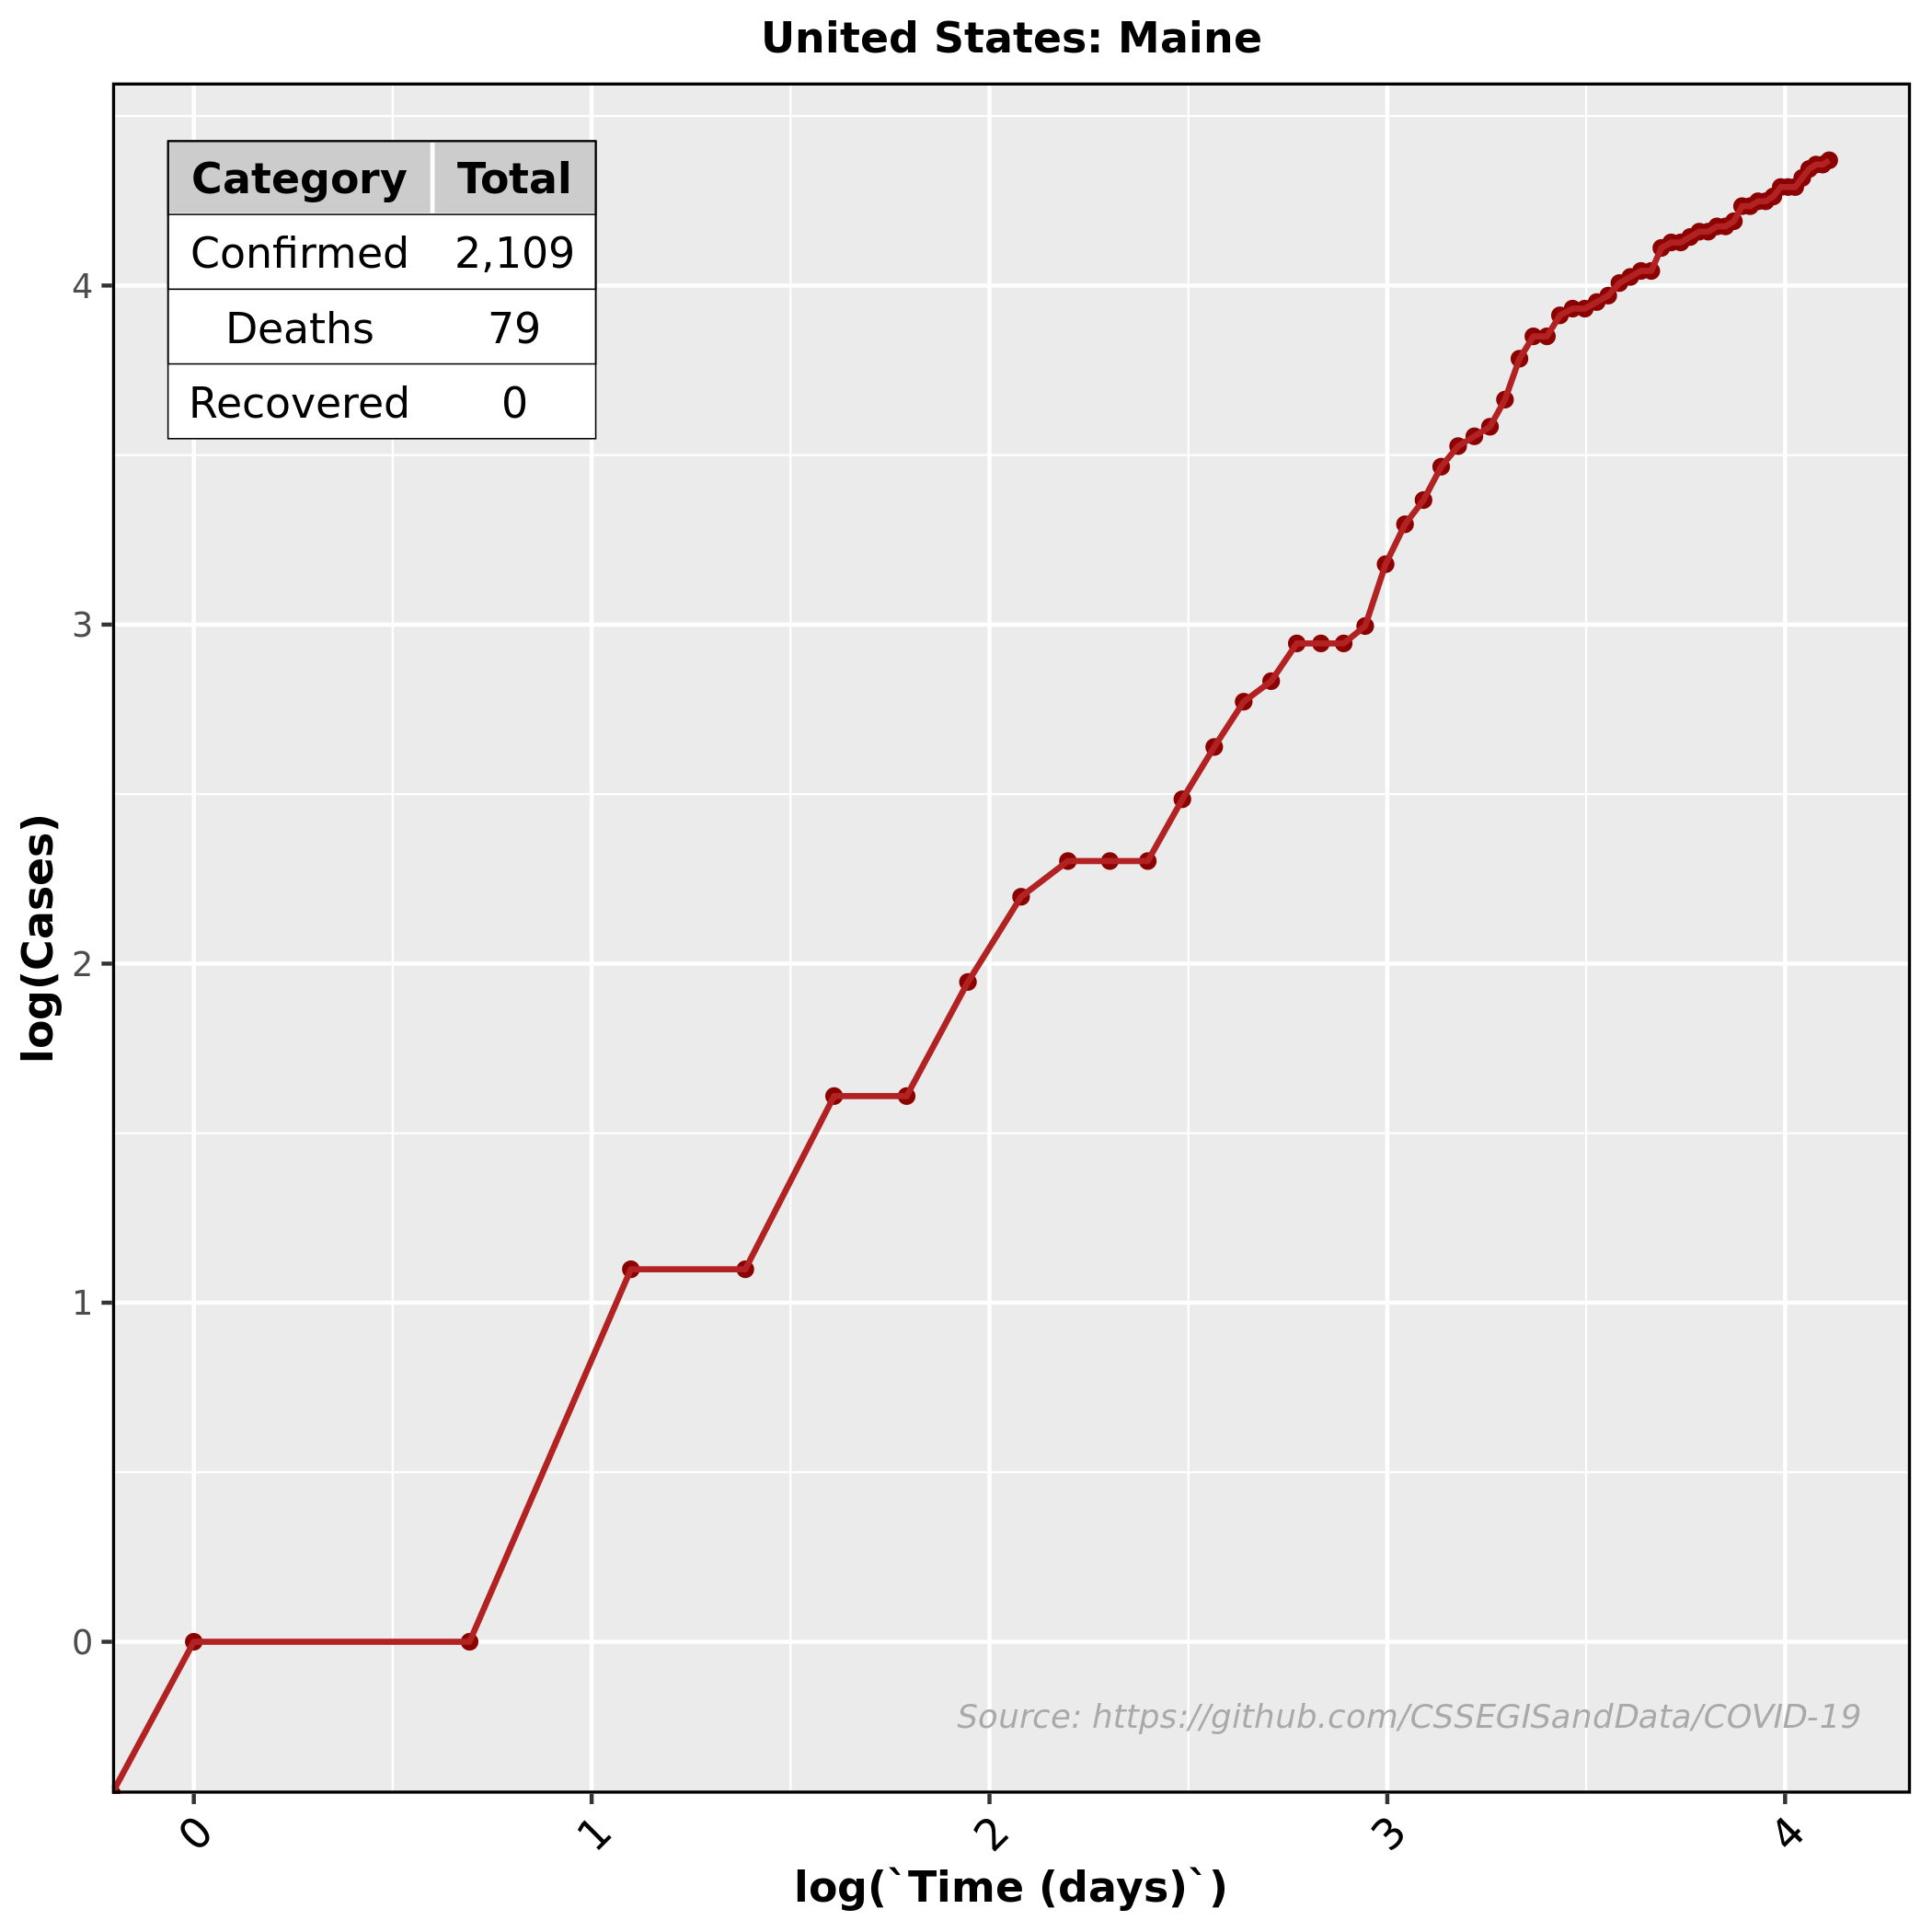 United States: Maine
Category Total
Confirmed 2,109
Deaths 79
Recovered 0
4
3
2
1
0
log(Cases)
Source: https://github.com/CSSEGISandData/COVID-19
0 1 2 3 4
log(`Time (days)`)